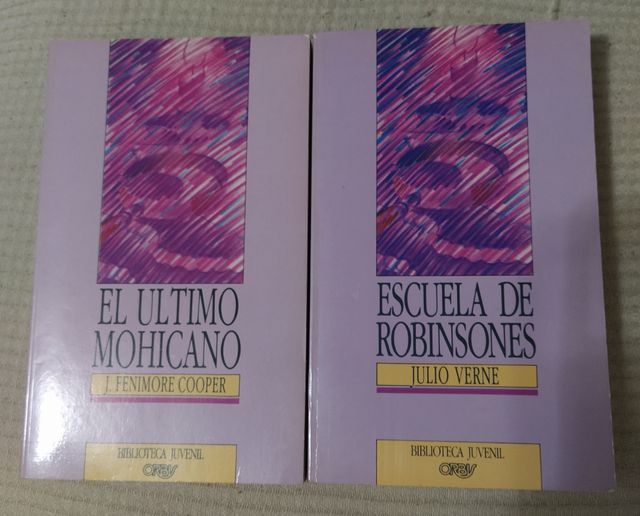 EL ULTIMO
MOHICANO
J. FENIMORE COOPER
BIBLIOTECA JUVENIL
ORBIS
ESCUELA DE
ROBINSONES
JULIO VERNE
BIBLIOTECA JUVENIL
ORBIS